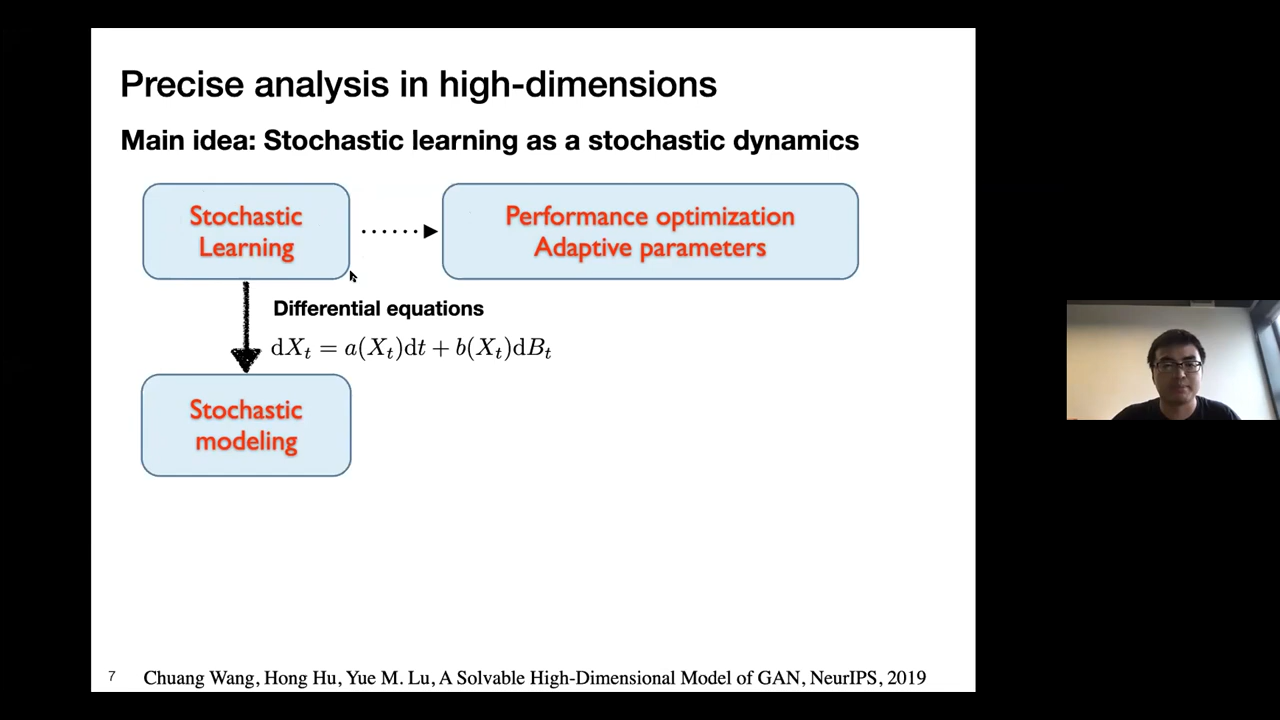 Precise analysis in high-dimensions
Main idea: Stochastic learning as a stochastic dynamics
Stochastic
Learning
Performance optimization
Adaptive parameters
Differential equations
dX_t = a(X_t)dt + b(X_t)dB_t
Stochastic
modeling
7 Chuang Wang, Hong Hu, Yue M. Lu, A Solvable High-Dimensional Model of GAN, NeurIPS, 2019